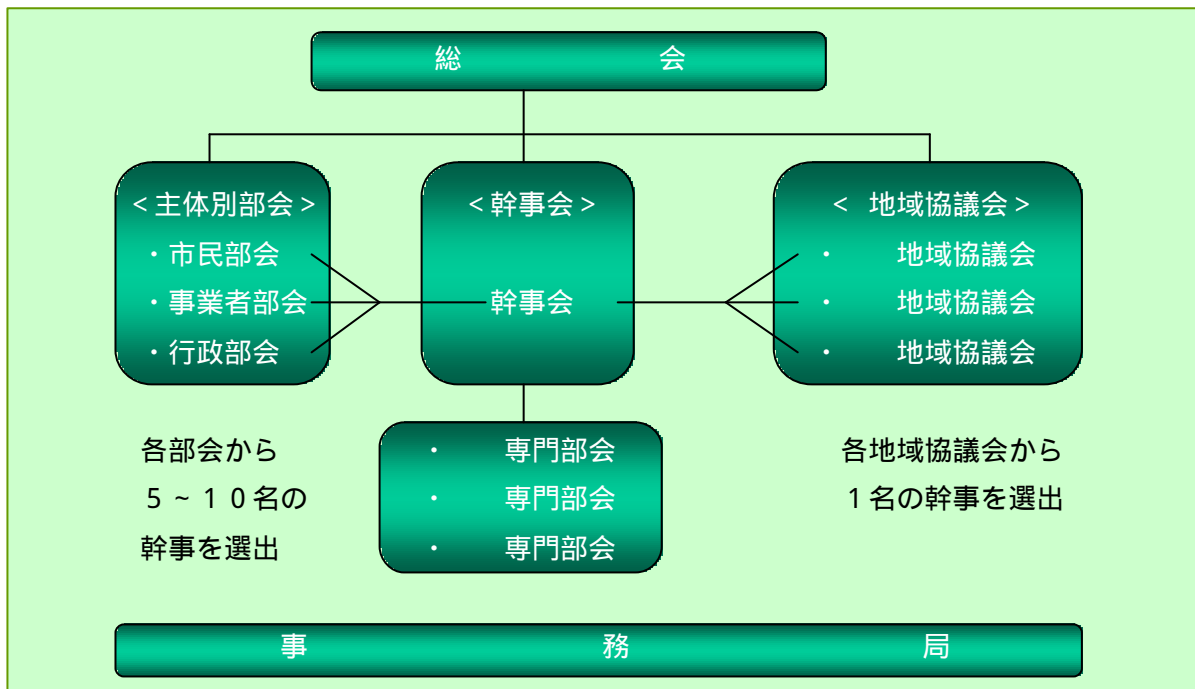 総 会
<主体別部会>
・市民部会
・事業者部会
・行政部会
<幹事会>
幹事会
< 地域協議会>
・ 地域協議会
・ 地域協議会
・ 地域協議会
各部会から
5~10名の
幹事を選出
・ 専門部会
・ 専門部会
・ 専門部会
各地域協議会から
1名の幹事を選出
事 務 局